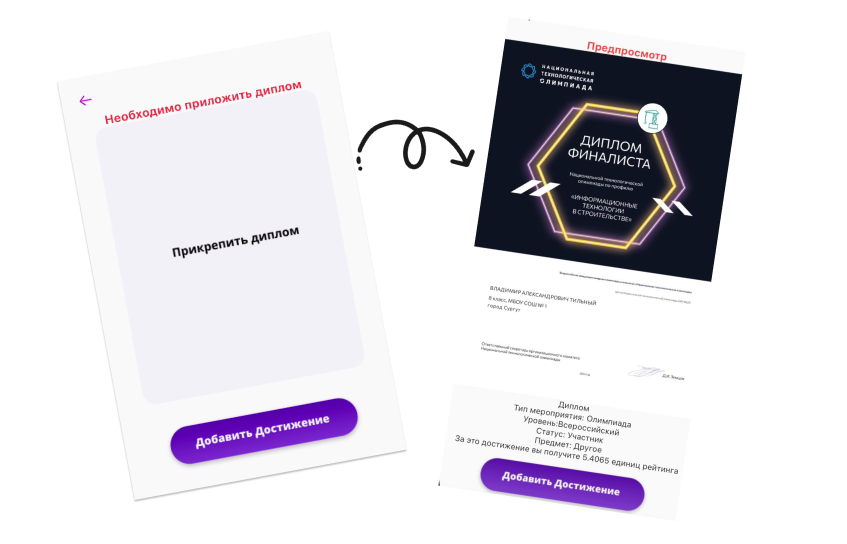 Необходимо приложить диплом
Прикрепить диплом
Добавить Достижение
Предпросмотр
НАЦИОНАЛЬНАЯ
ТЕХНОЛОГИЧЕСКАЯ
ОЛИМПИАДА
ДИПЛОМ
ФИНАЛИСТА
Национальной технологической
олимпиады по профилю
«ИНФОРМАЦИОННЫЕ
ТЕХНОЛОГИИ
В СТРОИТЕЛЬСТВЕ»
ВЛАДИМИР АЛЕКСАНДРОВИЧ ТИЛЬНЫЙ
8 класс, МБОУ СОШ № 1
город Сургут
Ответственный секретарь организационного комитета
Национальной технологической олимпиады
Диплом
Тип мероприятия: Олимпиада
Уровень:Всероссийский
Статус: Участник
Предмет: Другое
За это достижение вы получите 5.4065 единиц рейтинга
Добавить Достижение